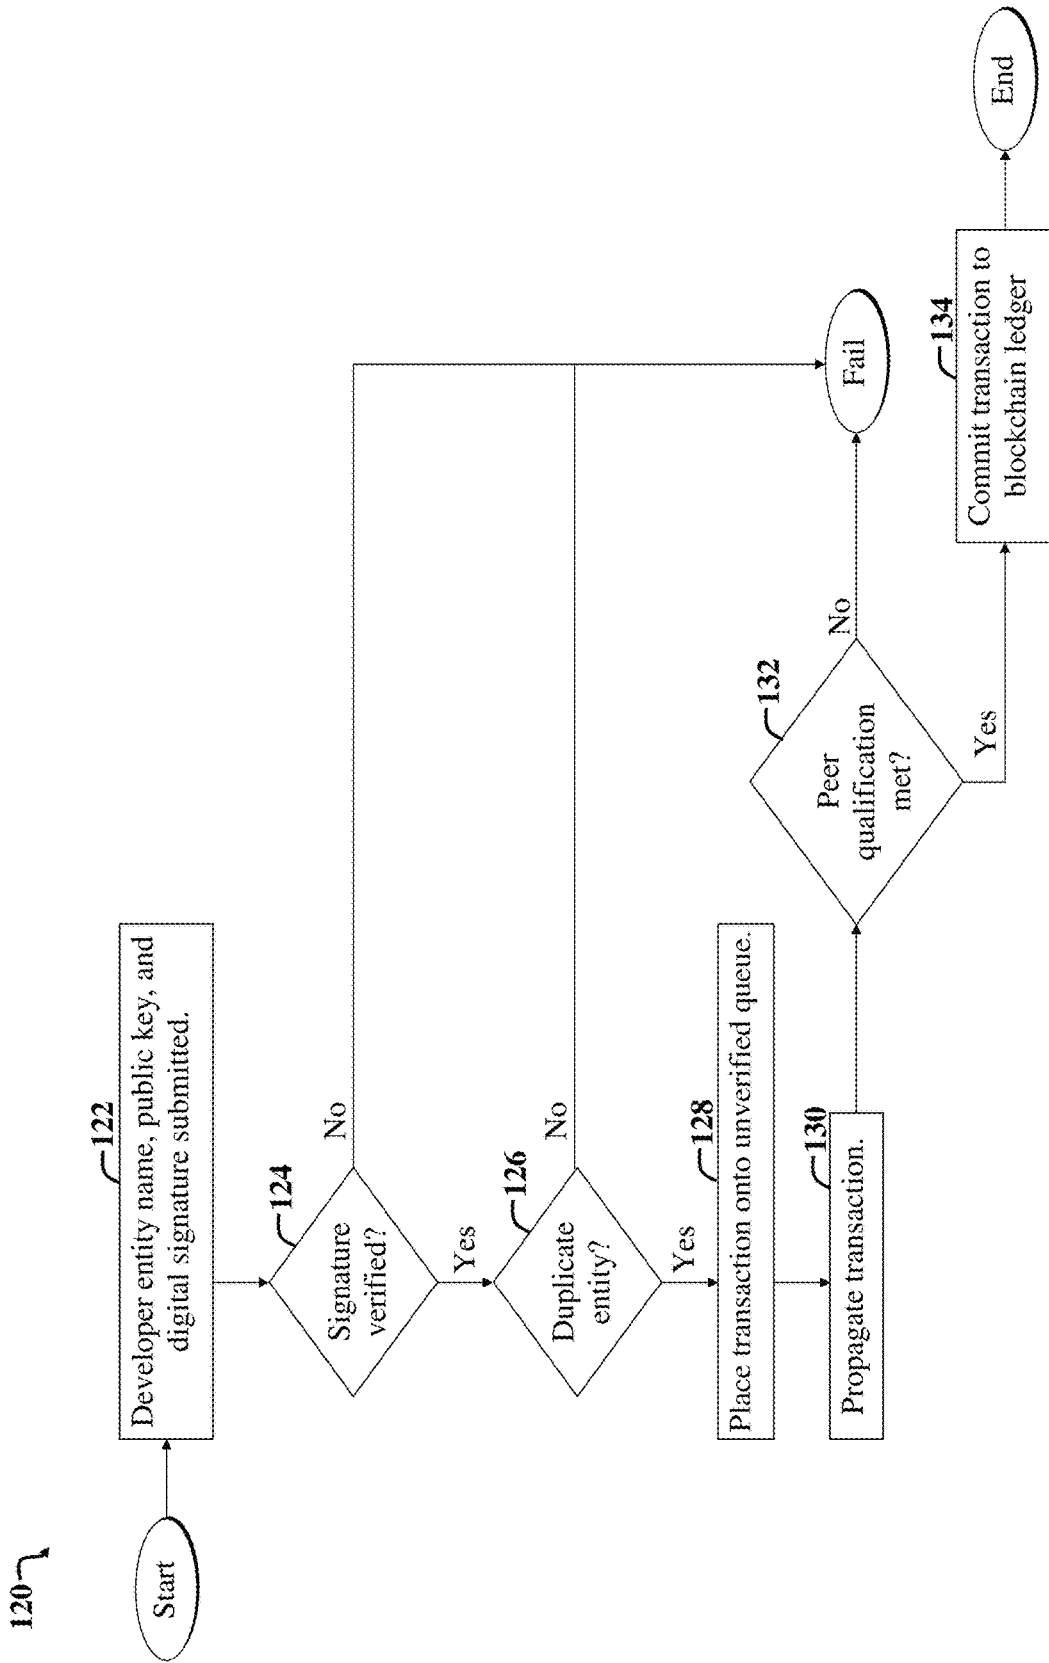 120
Start
122
Developer entity name, public key, and
digital signature submitted.
124
Signature
verified?
No
Yes
126
Duplicate
entity?
No
Yes
128
Place transaction onto unverified queue.
130
Propagate transaction.
132
Peer
qualification
met?
No
Fail
Yes
134
Commit transaction to
blockchain ledger
End